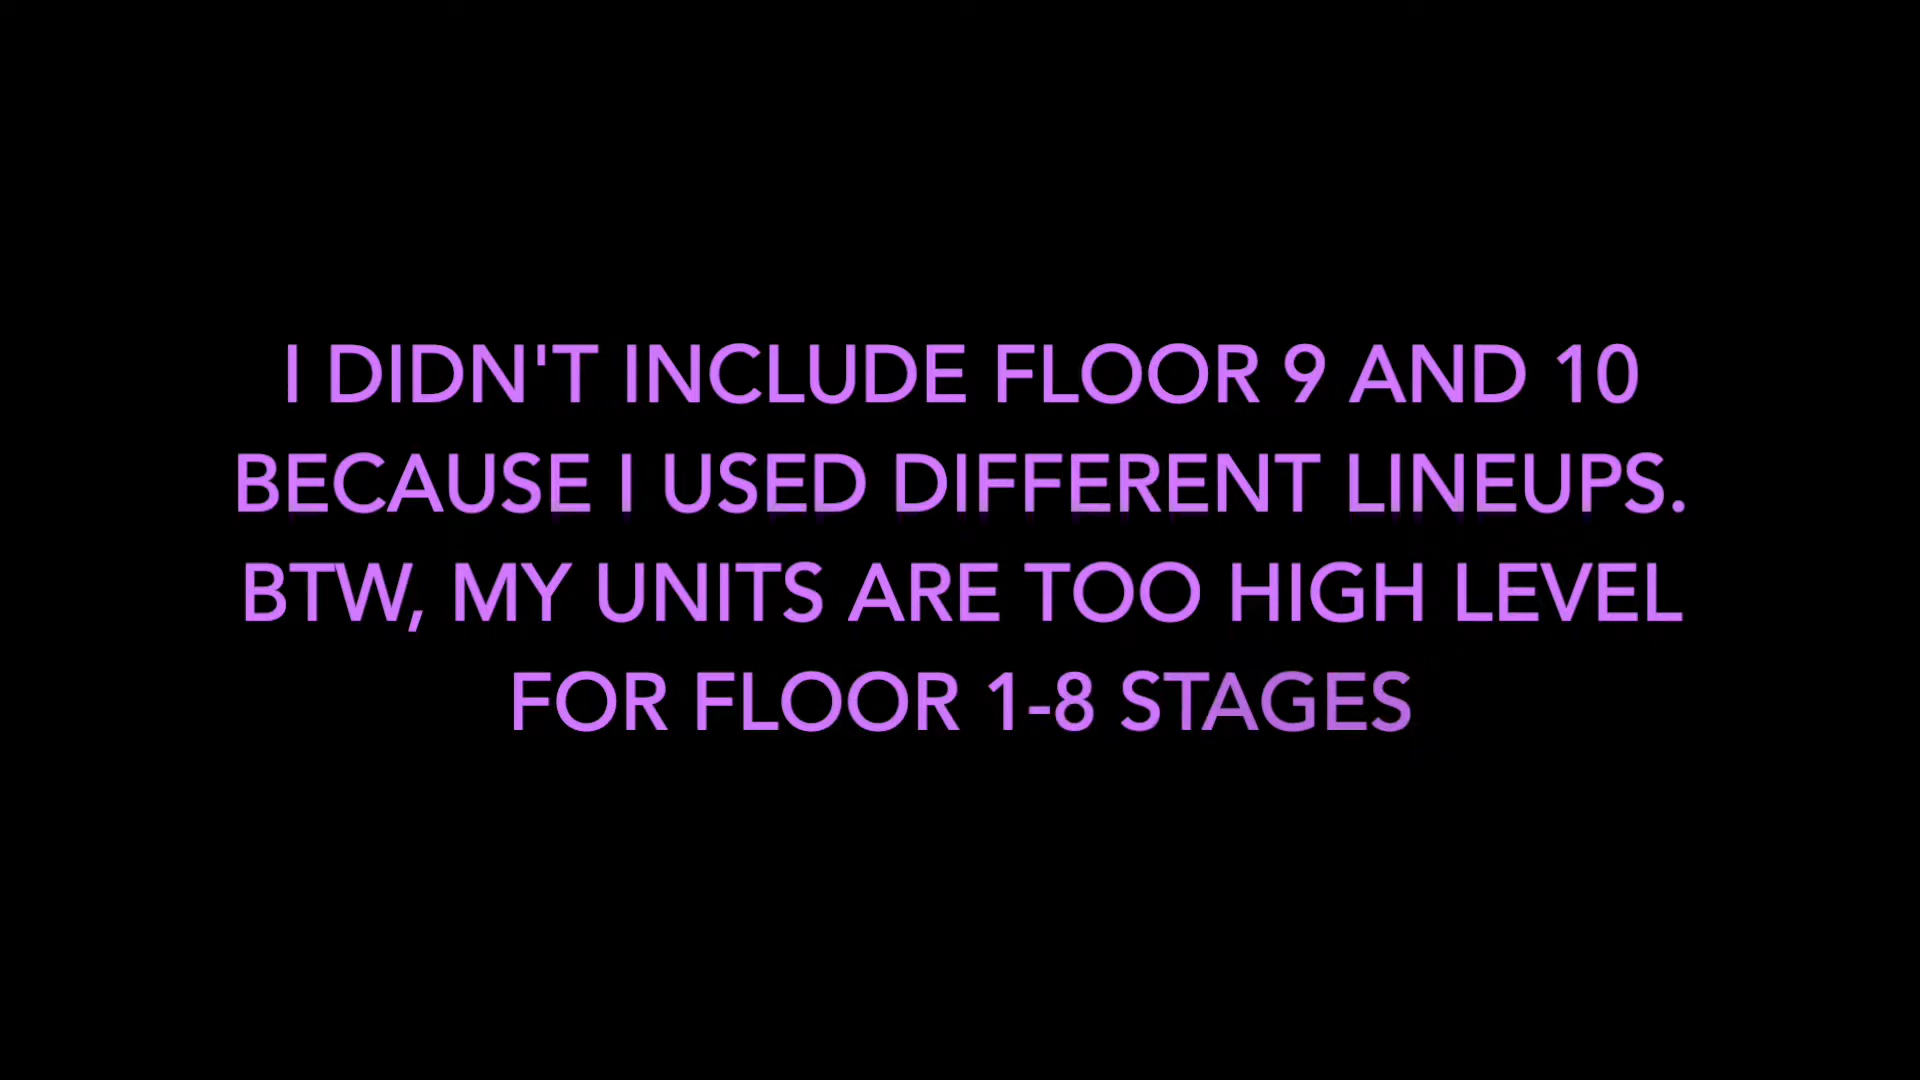 I DIDN'T INCLUDE FLOOR 9 AND 10
BECAUSE I USED DIFFERENT LINEUPS.
BTW, MY UNITS ARE TOO HIGH LEVEL
FOR FLOOR 1-8 STAGES